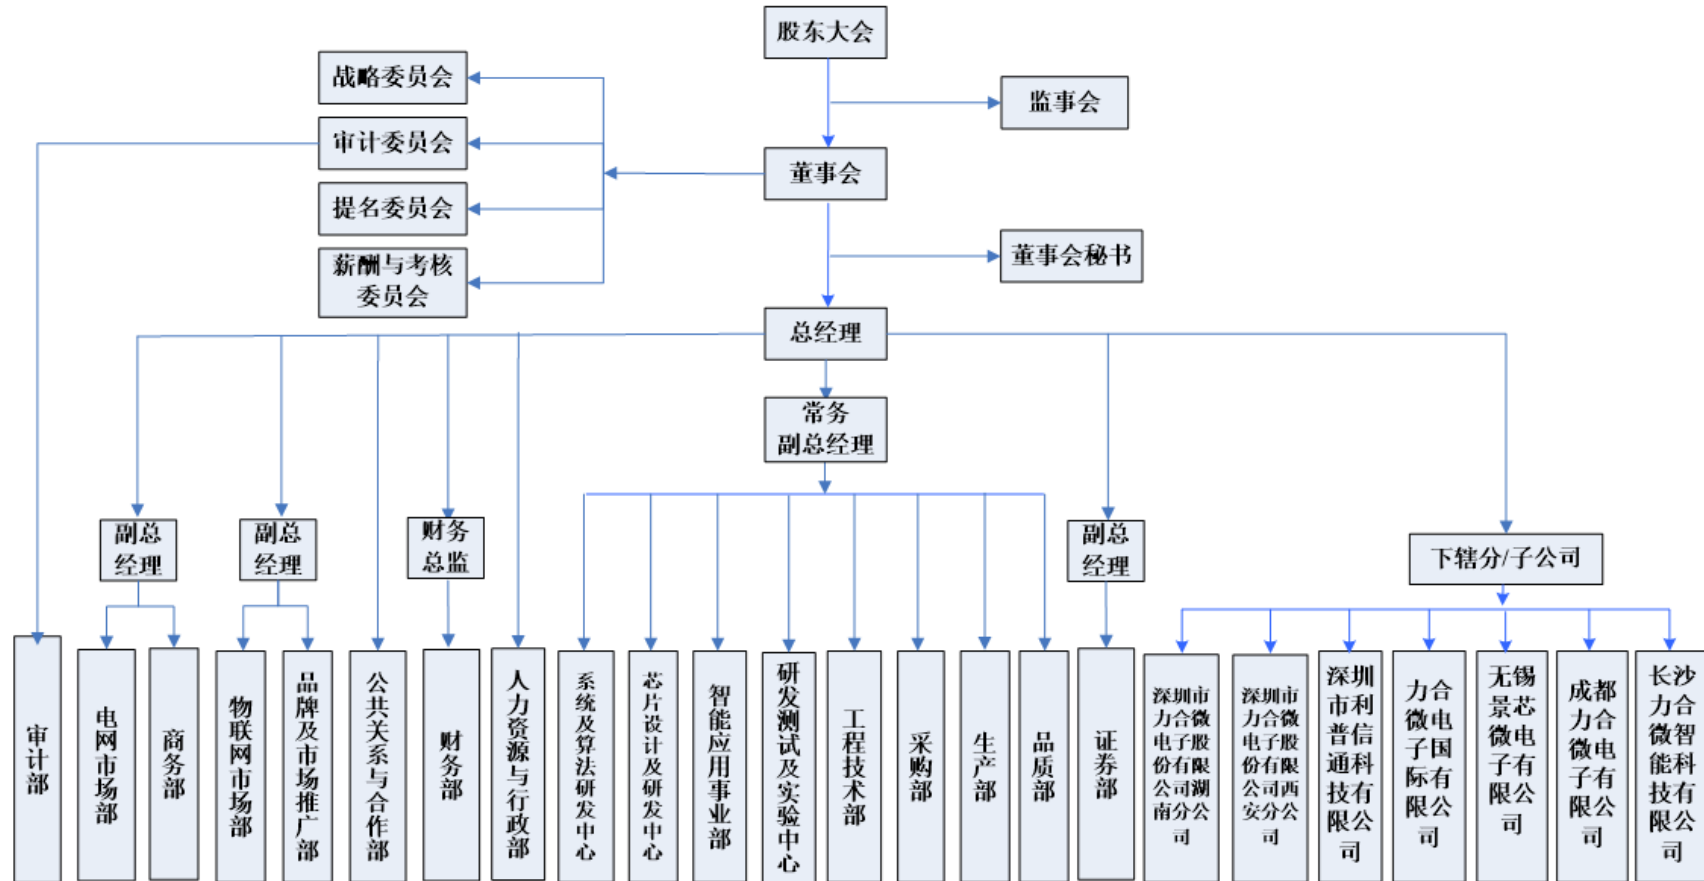 股东大会
战略委员会
监事会
审计委员会
董事会
提名委员会
董事会秘书
薪酬与考核
委员会
总经理
常务
副总经理
副总
经理
副总
经理
财务
总监
副总
经理
下辖分/子公司
审计部
电网市场部
商务部
物联网市场部
品牌及市场推广部
公共关系与合作部
财务部
人力资源与行政部
系统及算法研发中心
芯片设计及研发中心
智能应用事业部
研发测试及实验中心
工程技术部
采购部
生产部
品质部
证券部
深圳市
力合微
电子股
份有限
公司湖
南分公
司
深圳市
力合微
电子股
份有限
公司西
安分公
司
深圳
市利
普信
通科
技有
限公
司
力合
微电
子国
际有
限公
司
无锡
景芯
微电
子有
限公
司
成都
力合
微电
子有
限公
司
长沙
力合
微智
能科
技有
限公
司